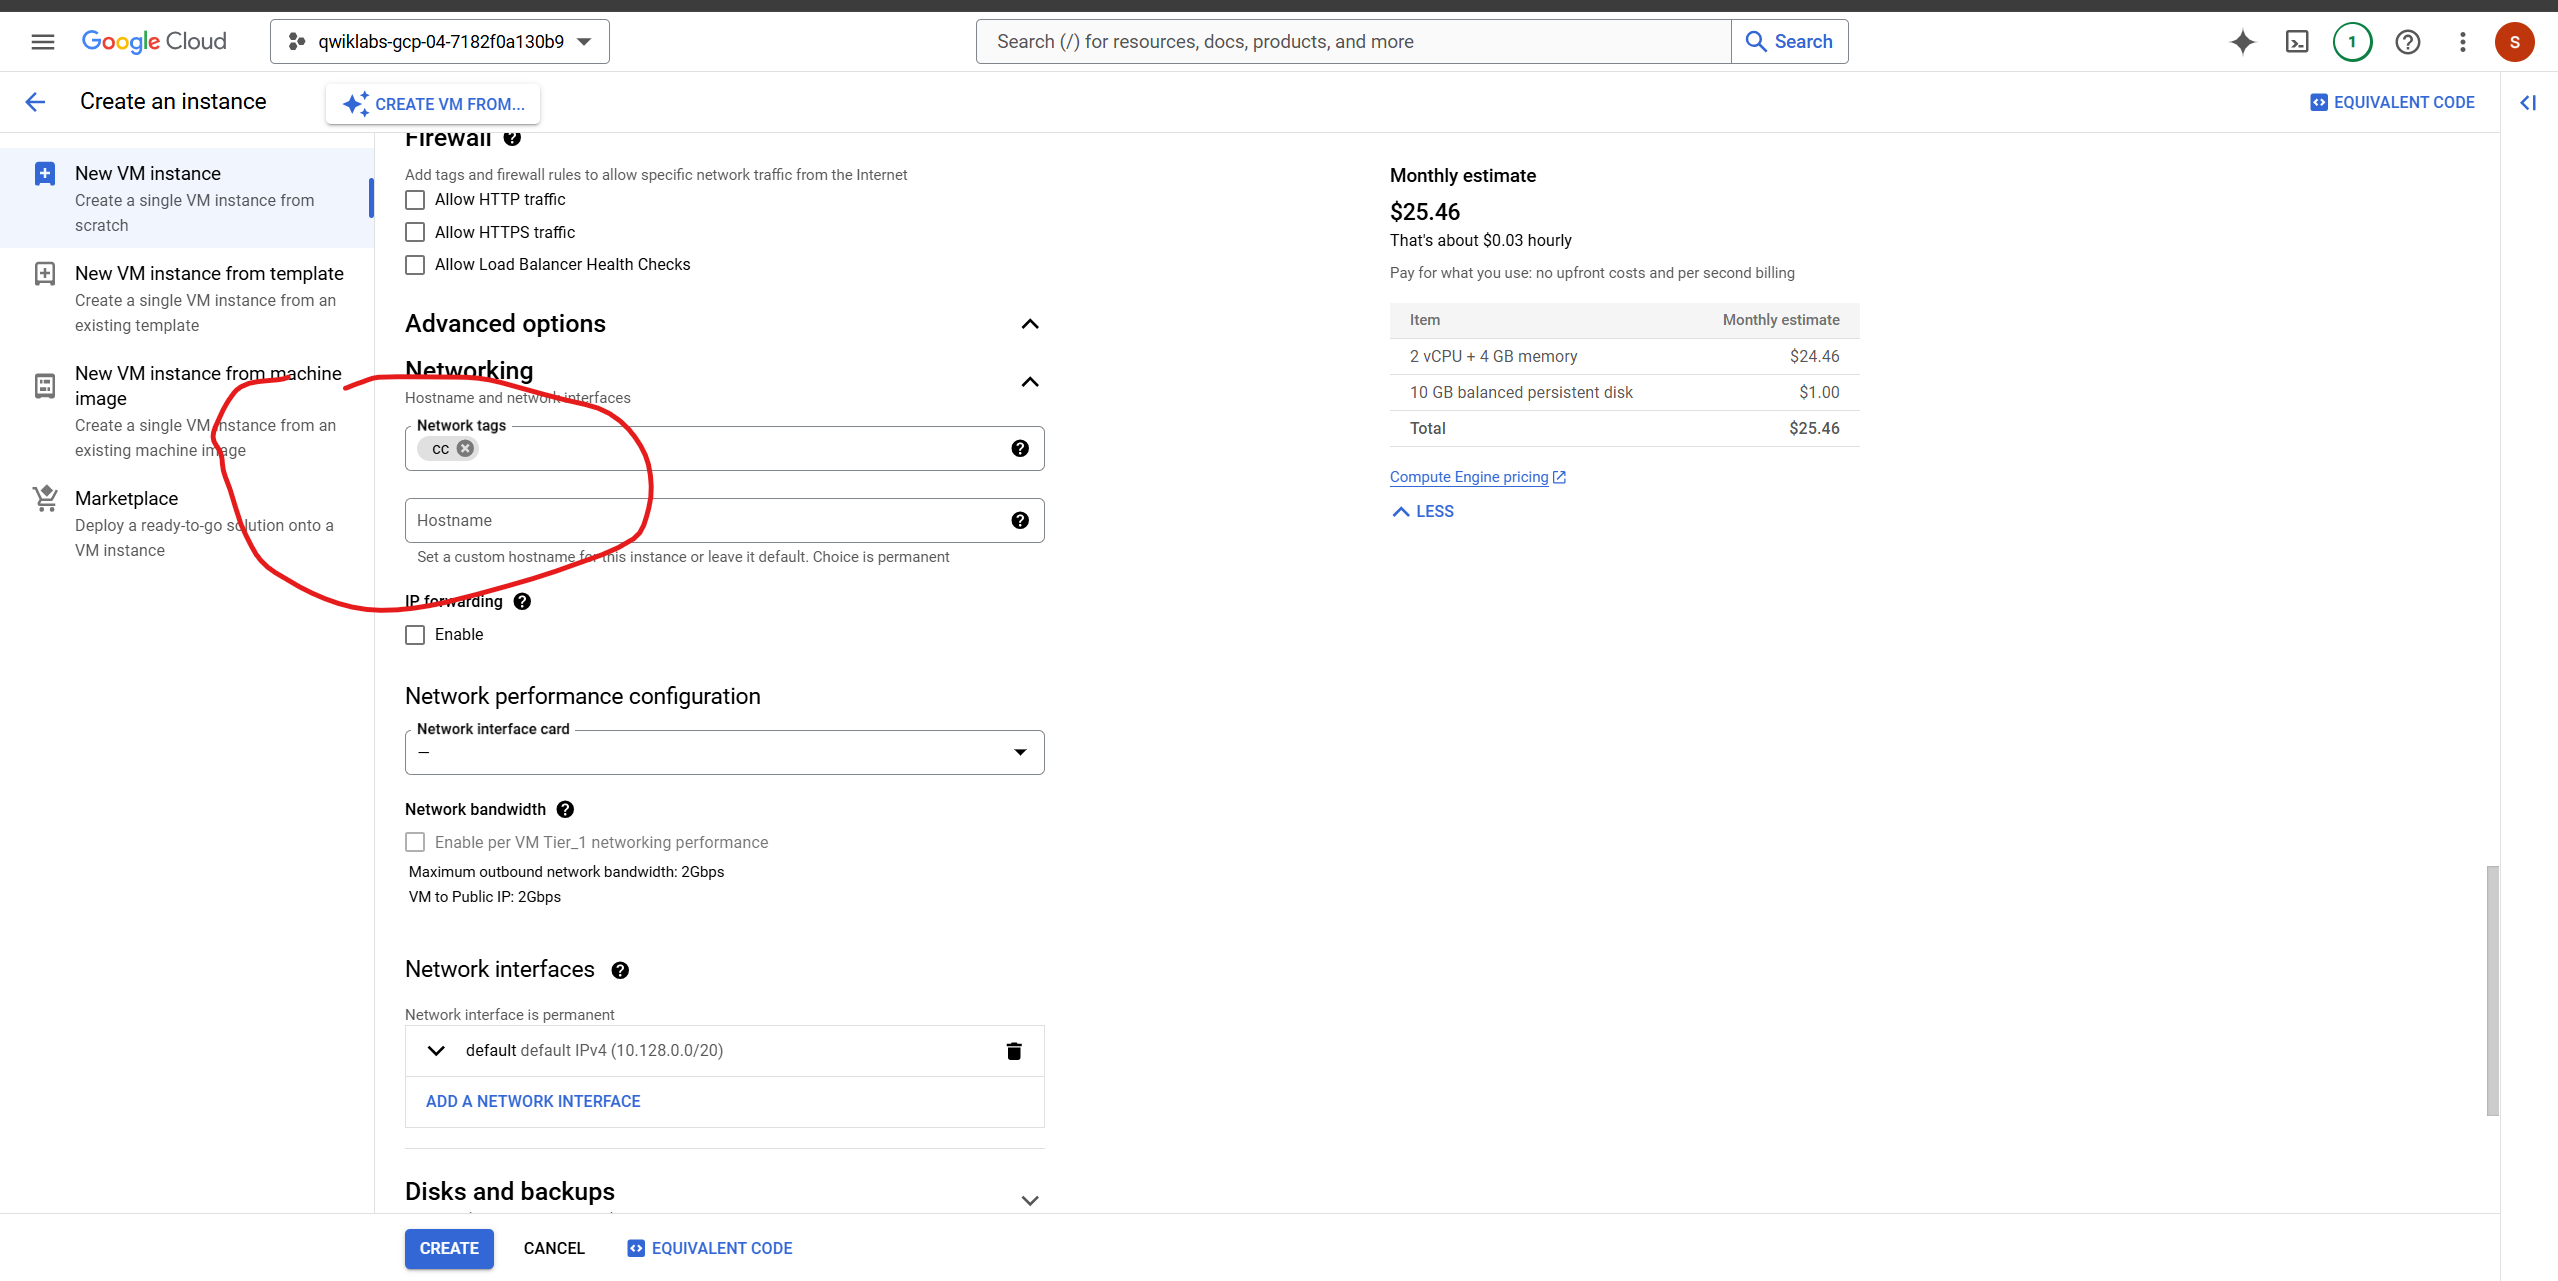 Google Cloud
qwiklabs-gcp-04-7182f0a130b9
Search (/) for resources, docs, products, and more
Search
1
S
Create an instance
CREATE VM FROM...
EQUIVALENT CODE
New VM instance
Create a single VM instance from
scratch
New VM instance from template
Create a single VM instance from an
existing template
New VM instance from machine
image
Create a single VM instance from an
existing machine image
Marketplace
Deploy a ready-to-go solution onto a
VM instance
Firewall
Add tags and firewall rules to allow specific network traffic from the Internet
Allow HTTP traffic
Allow HTTPS traffic
Allow Load Balancer Health Checks
Advanced options
Networking
Hostname and network interfaces
Network tags
cc
Hostname
Set a custom hostname for this instance or leave it default. Choice is permanent
IP forwarding
Enable
Network performance configuration
Network interface card
—
Network bandwidth
Enable per VM Tier_1 networking performance
Maximum outbound network bandwidth: 2Gbps
VM to Public IP: 2Gbps
Network interfaces
Network interface is permanent
default default IPv4 (10.128.0.0/20)
ADD A NETWORK INTERFACE
Disks and backups
CREATE
CANCEL
EQUIVALENT CODE
Monthly estimate
$25.46
That's about $0.03 hourly
Pay for what you use: no upfront costs and per second billing
Item Monthly estimate
2 vCPU + 4 GB memory $24.46
10 GB balanced persistent disk $1.00
Total $25.46
Compute Engine pricing
LESS